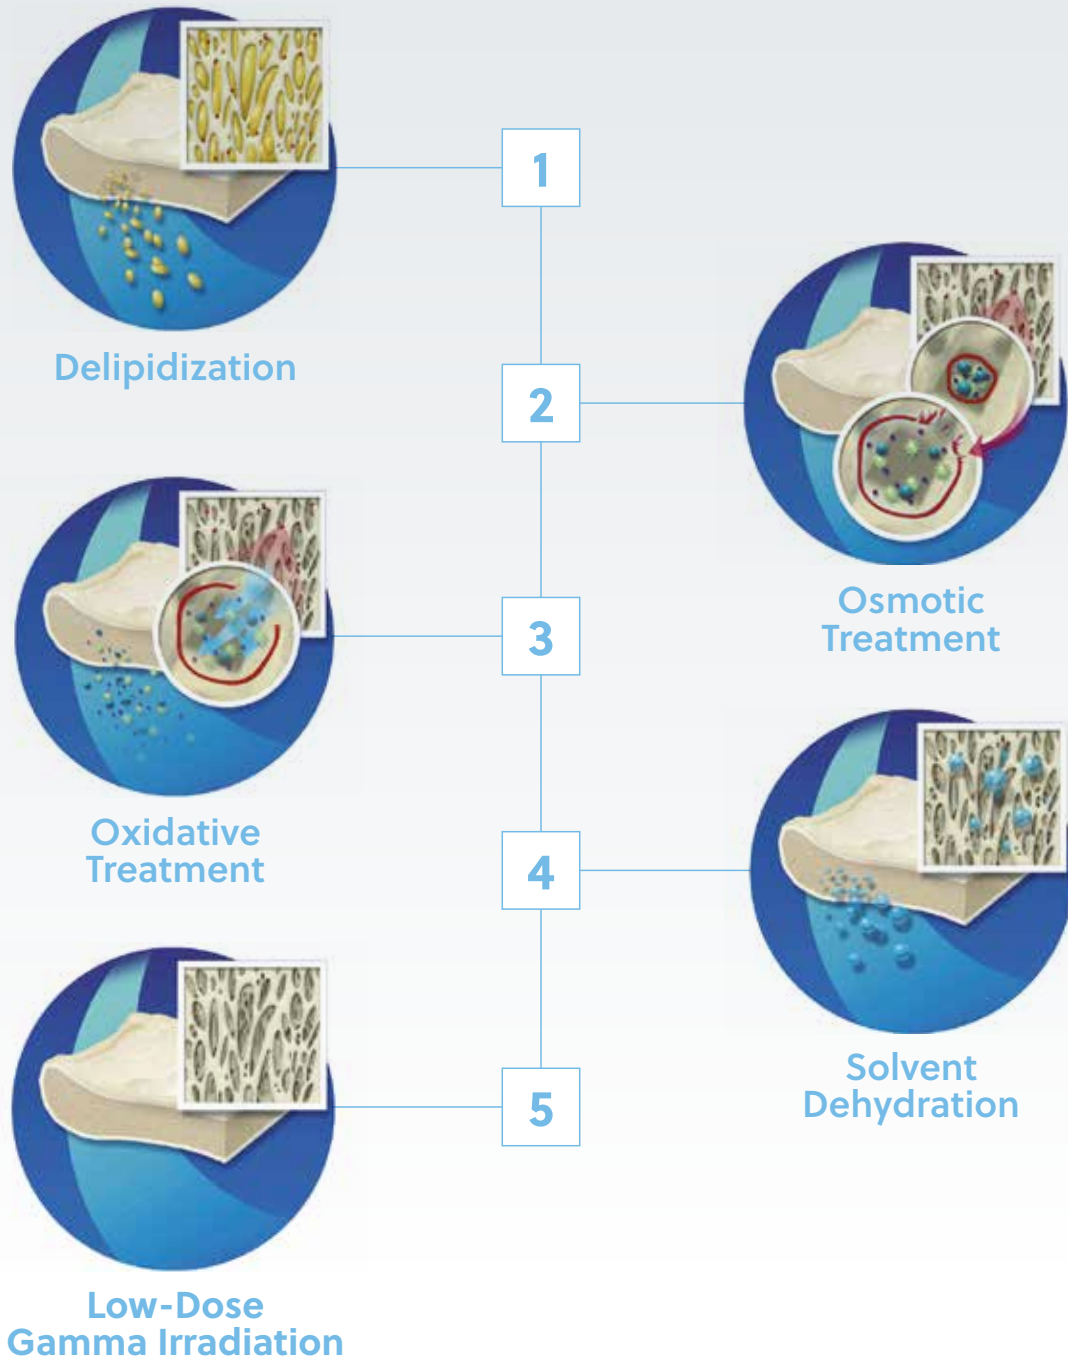 1
Delipidization
2
Osmotic
Treatment
3
Oxidative
Treatment
4
Solvent
Dehydration
5
Low-Dose
Gamma Irradiation